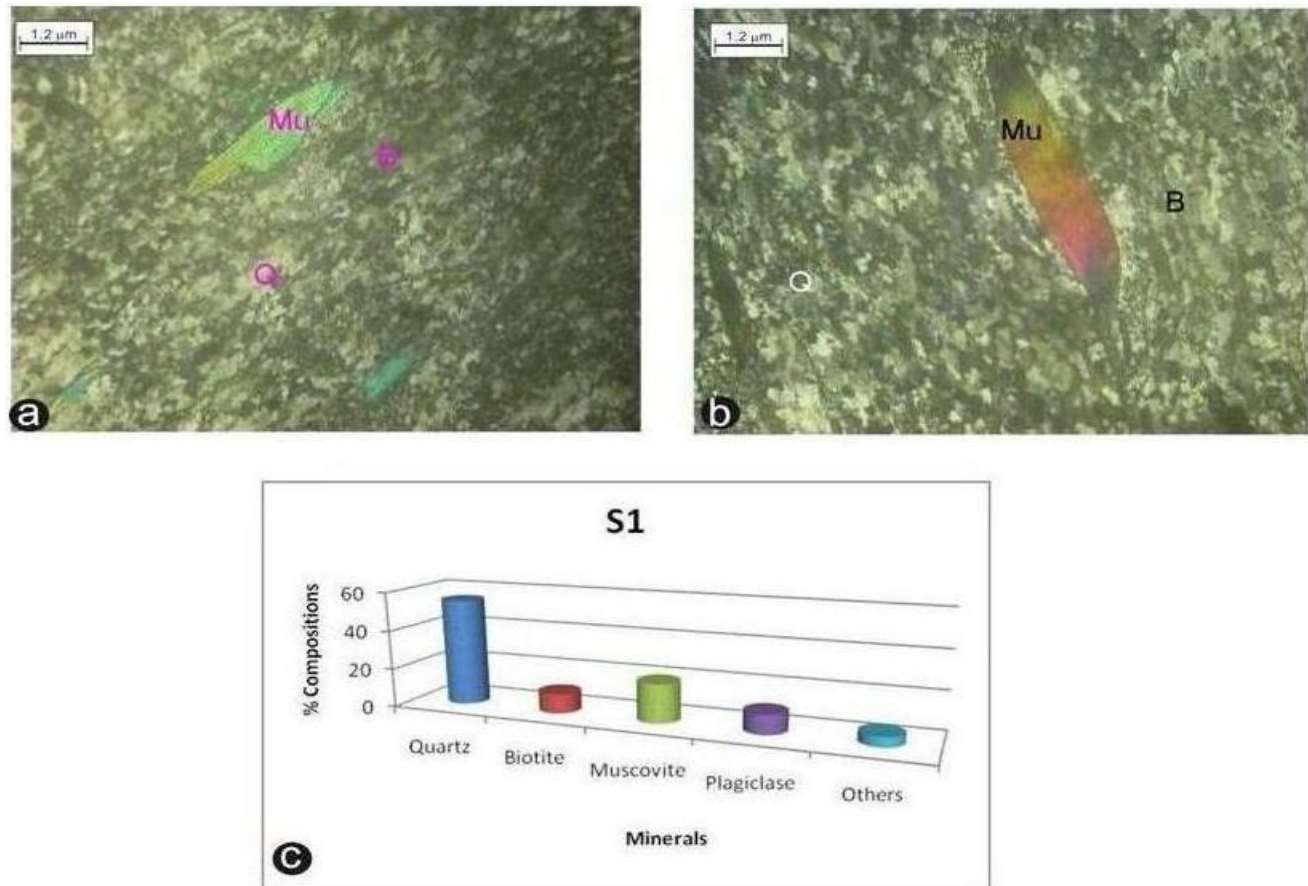 1.2 μm
Mu
Q
a
1.2 μm
Mu
B
Q
b
S1
% Compositions
60
40
20
0
Quartz
Biotite
Muscovite
Plagiclase
Others
Minerals
c